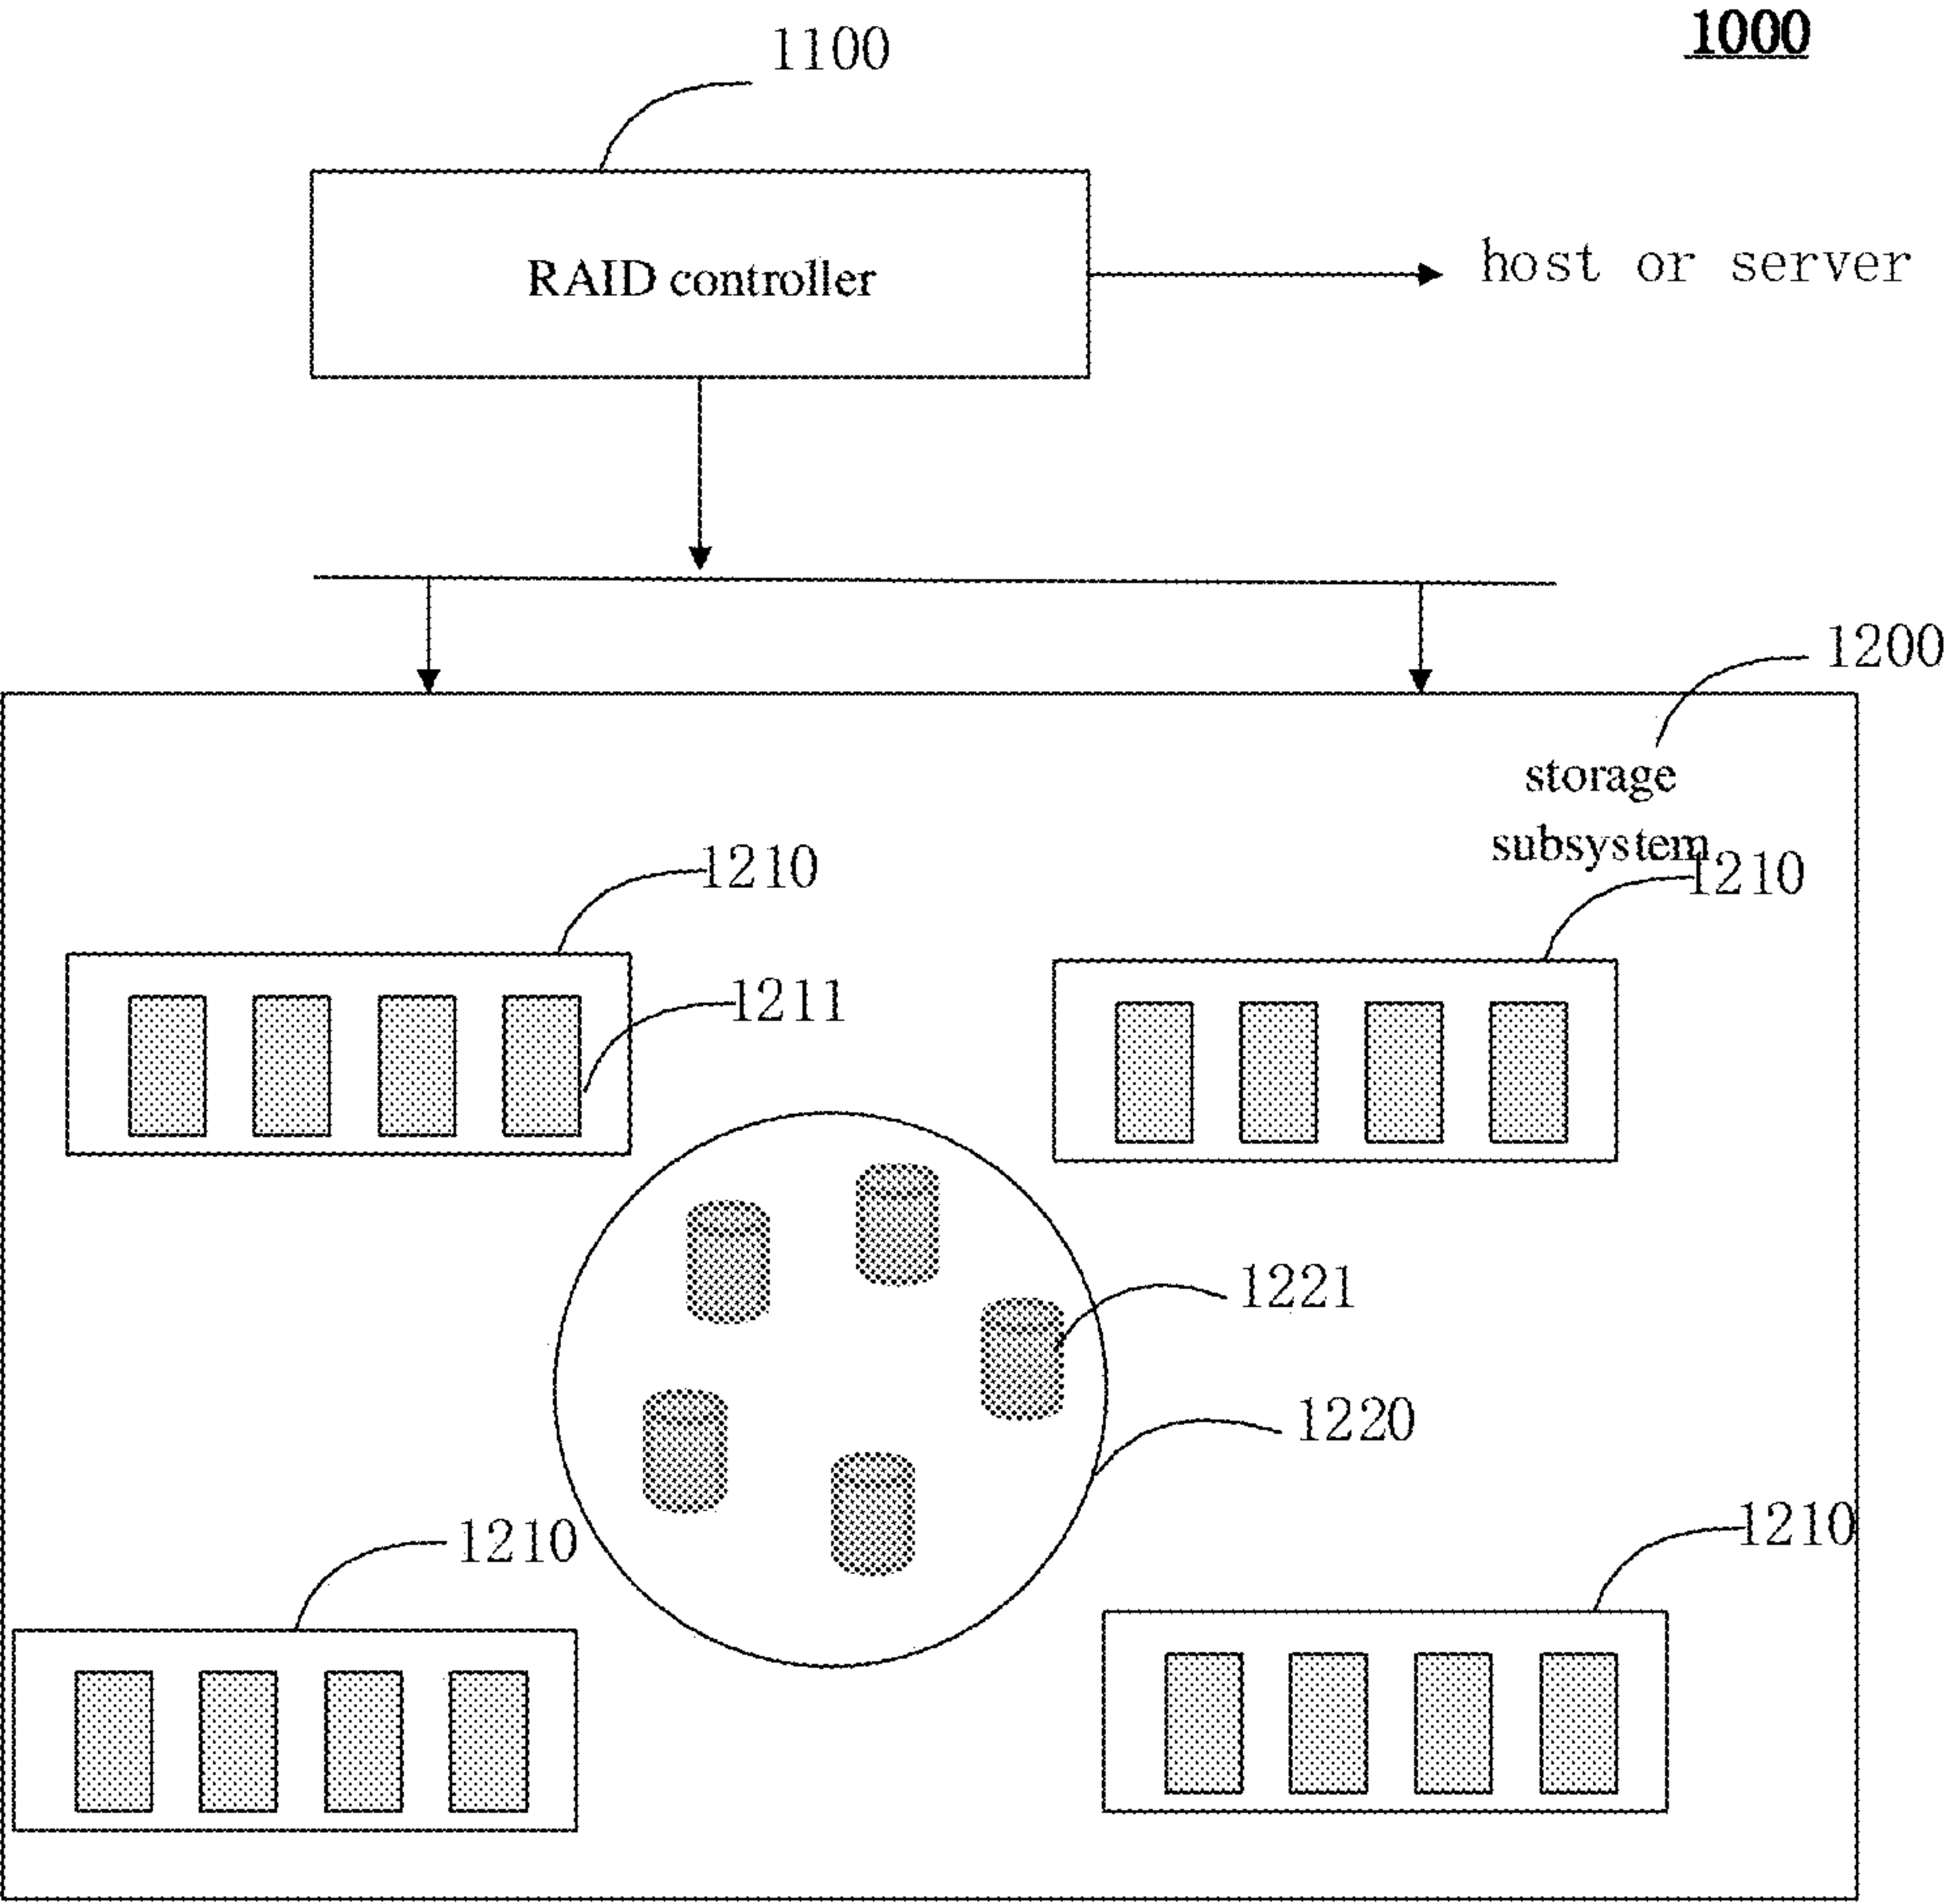 1000
1100
RAID controller
host or server
1200
storage
subsystem
1210
1210
1211
1221
1220
1210
1210